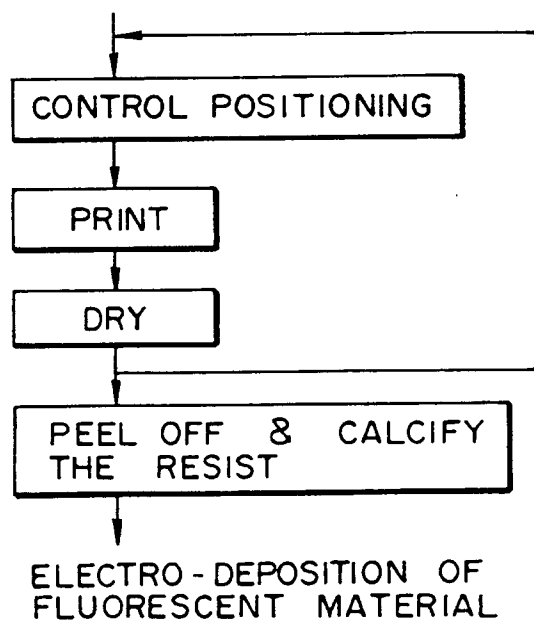 CONTROL POSITIONING
PRINT
DRY
PEEL OFF & CALCIFY
THE RESIST
ELECTRO-DEPOSITION OF
FLUORESCENT MATERIAL